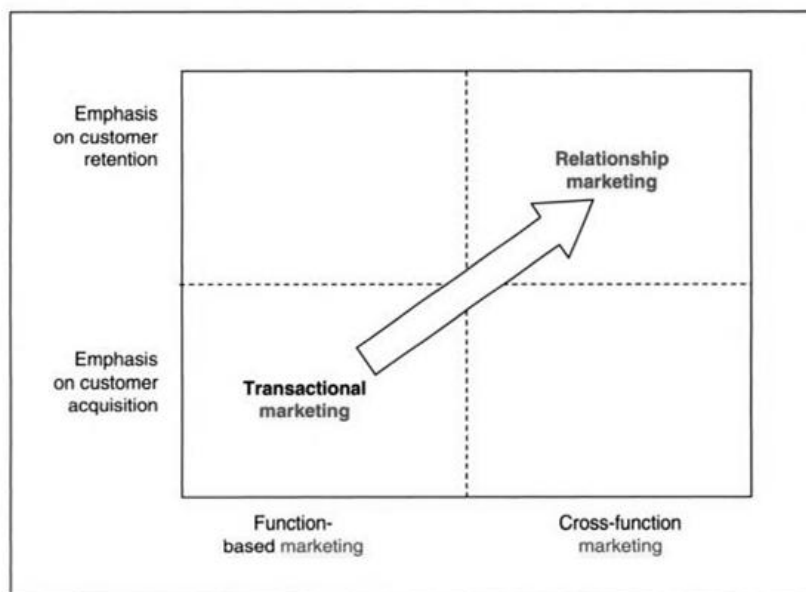 Emphasis
on customer
retention
Relationship
marketing
Emphasis
on customer
acquisition
Transactional
marketing
Function-
based marketing
Cross-function
marketing